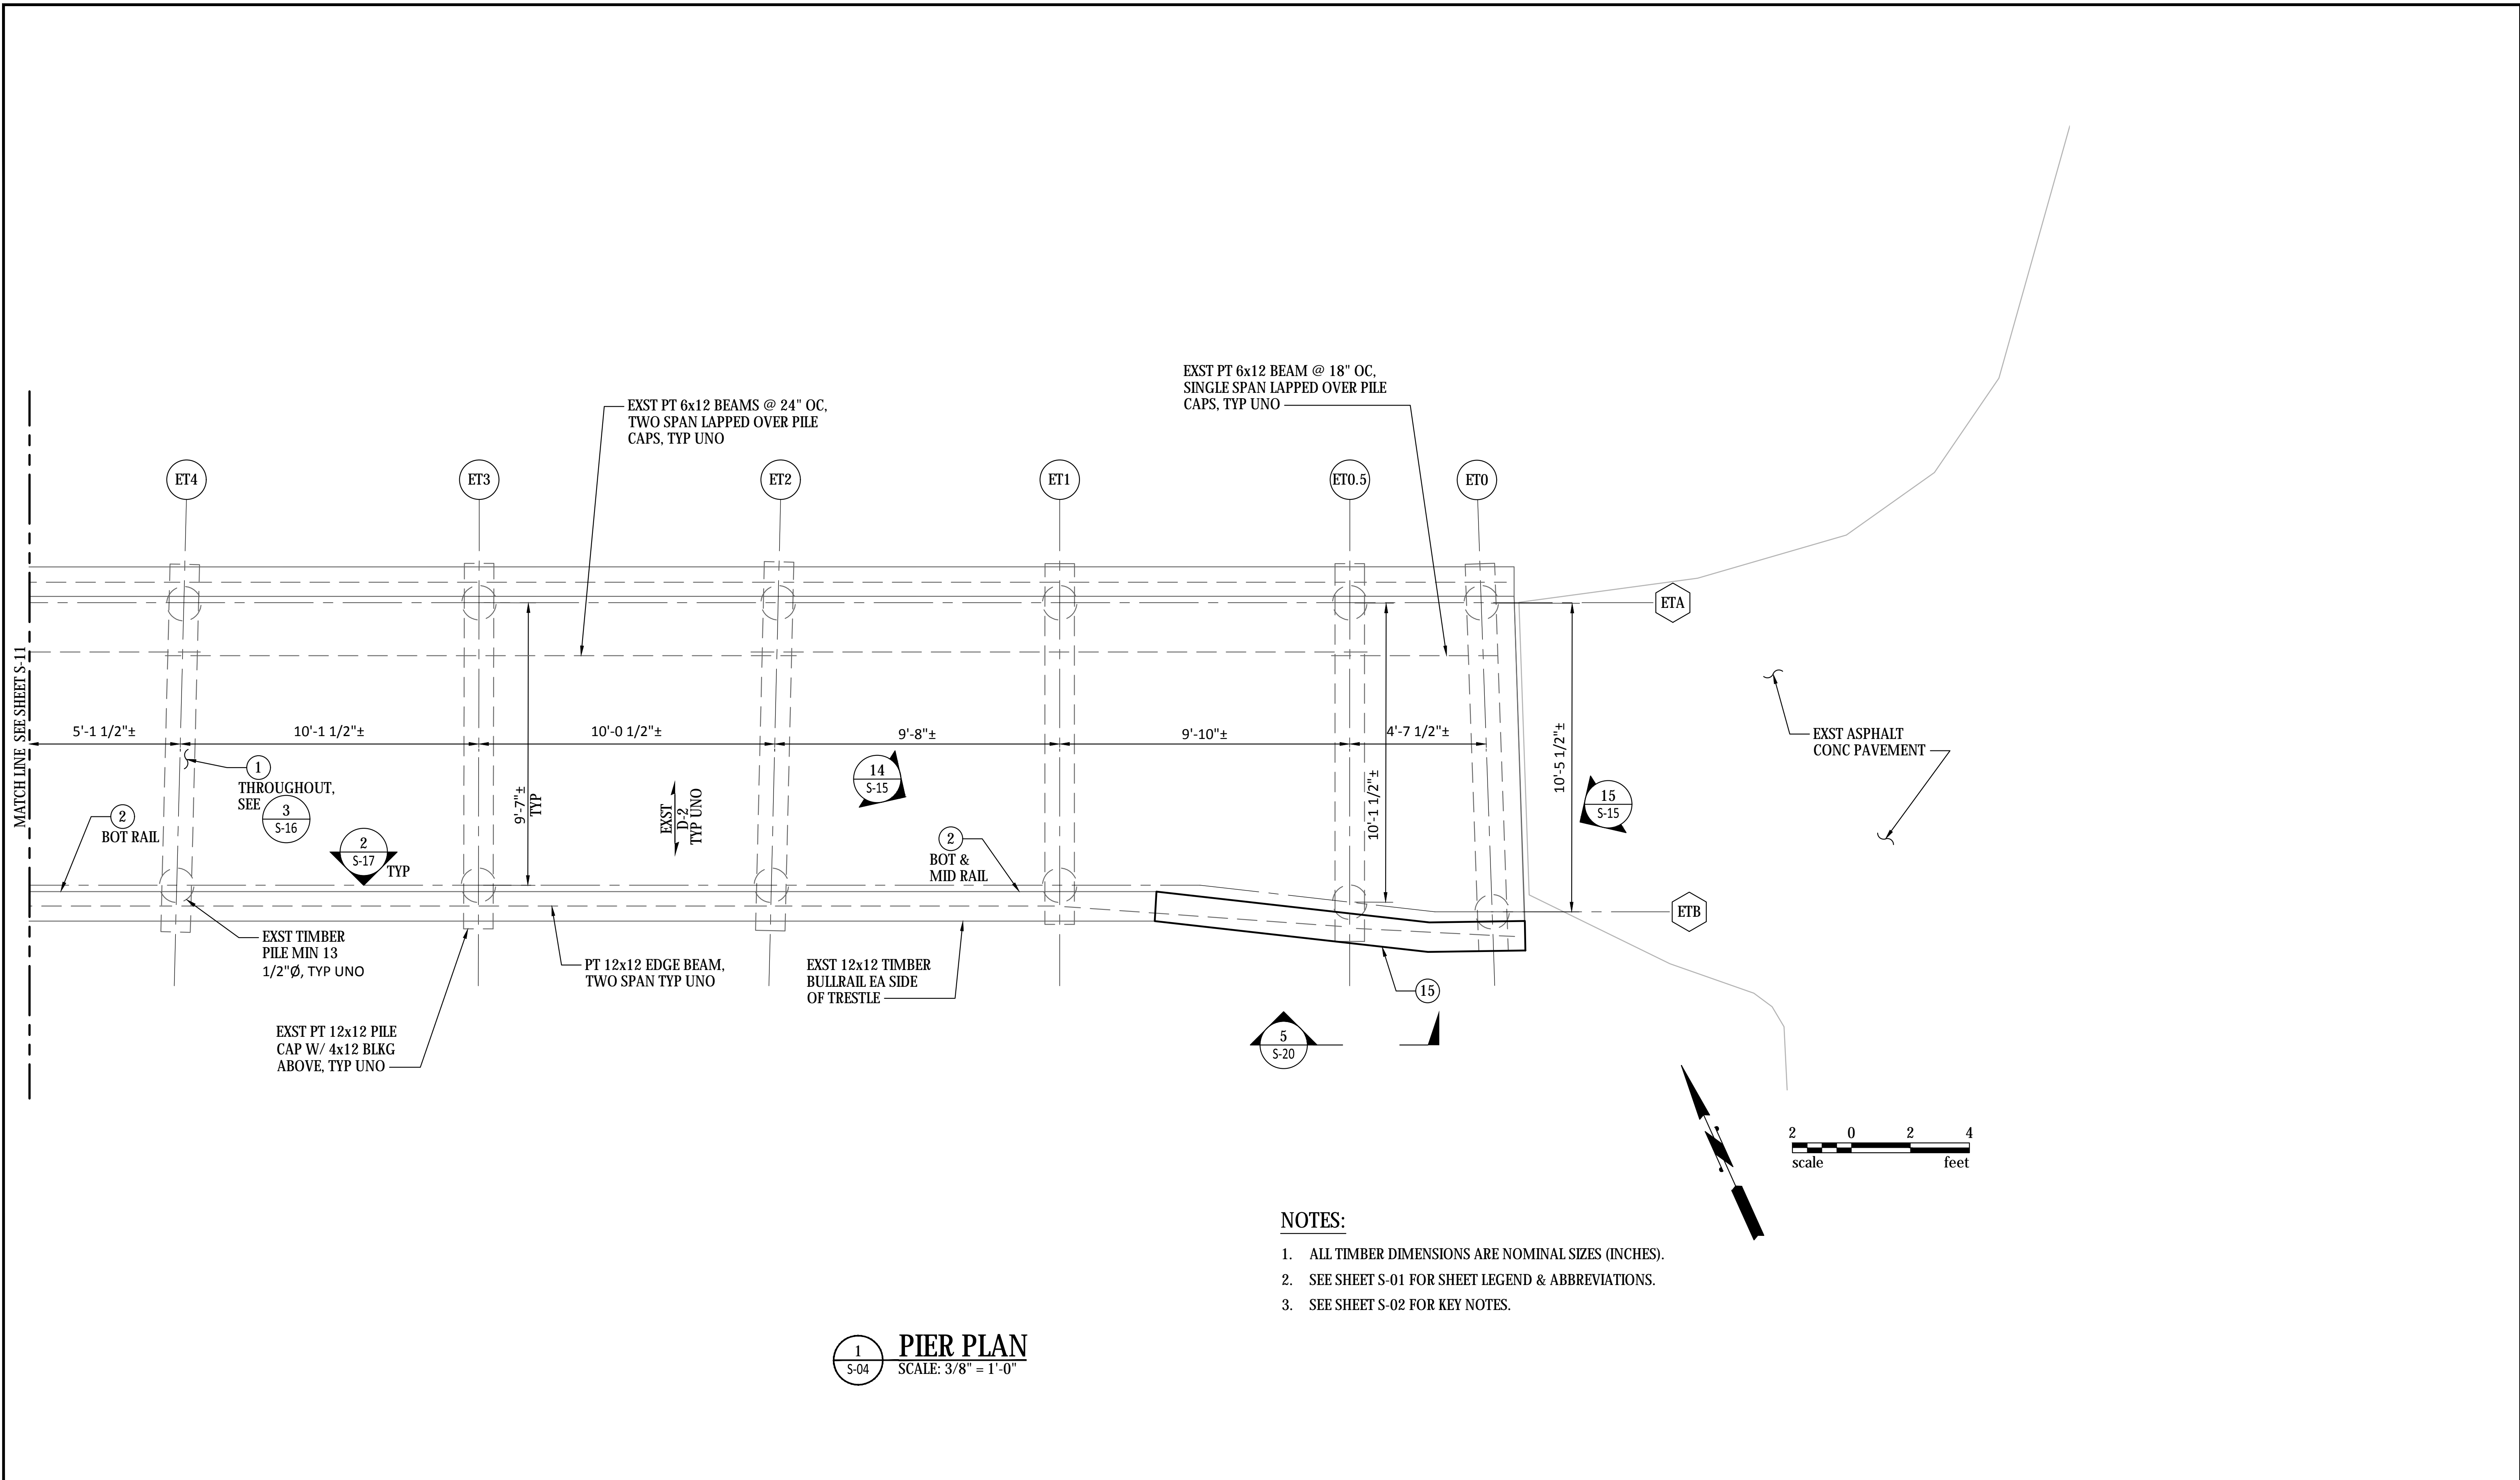 EXST PT 6x12 BEAM @ 18" OC,
SINGLE SPAN LAPPED OVER PILE
CAPS, TYP UNO
EXST PT 6x12 BEAMS @ 24" OC,
TWO SPAN LAPPED OVER PILE
CAPS, TYP UNO
ET4
ET3
ET2
ET1
ET0.5
ET0
ETA
MATCH LINE SEE SHEET S-11
5'-1 1/2"±
10'-1 1/2"±
10'-0 1/2"±
9'-8"±
9'-10"±
4'-7 1/2"±
EXST ASPHALT
CONC PAVEMENT
1
THROUGHOUT,
SEE
3
S-16
2
BOT RAIL
2
S-17
TYP
9'-7"±
TYP
EXST
D-2
TYP UNO
14
S-15
2
BOT &
MID RAIL
10'-1 1/2"±
10'-5 1/2"±
15
S-15
ETB
EXST TIMBER
PILE MIN 13
1/2"Ø, TYP UNO
PT 12x12 EDGE BEAM,
TWO SPAN TYP UNO
EXST 12x12 TIMBER
BULLRAIL EA SIDE
OF TRESTLE
15
EXST PT 12x12 PILE
CAP W/ 4x12 BLKG
ABOVE, TYP UNO
5
S-20
2 0 2 4
scale feet
NOTES:
1. ALL TIMBER DIMENSIONS ARE NOMINAL SIZES (INCHES).
2. SEE SHEET S-01 FOR SHEET LEGEND & ABBREVIATIONS.
3. SEE SHEET S-02 FOR KEY NOTES.
1
S-04
PIER PLAN
SCALE: 3/8" = 1'-0"